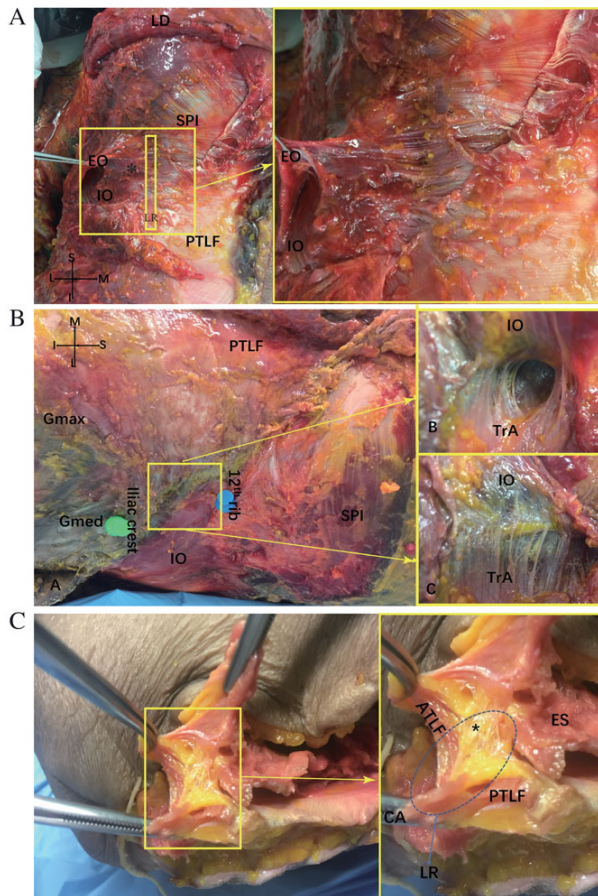 A
LD
SPI
EO
*
IO
LR
PTLF
S
L M
I
EO
IO
B
M
I S
L
PTLF
Gmax
Iliac crest
12th rib
Gmed
SPI
IO
A
IO
B
TrA
IO
C
TrA
C
*
ATLF
ES
PTLF
CA
LR